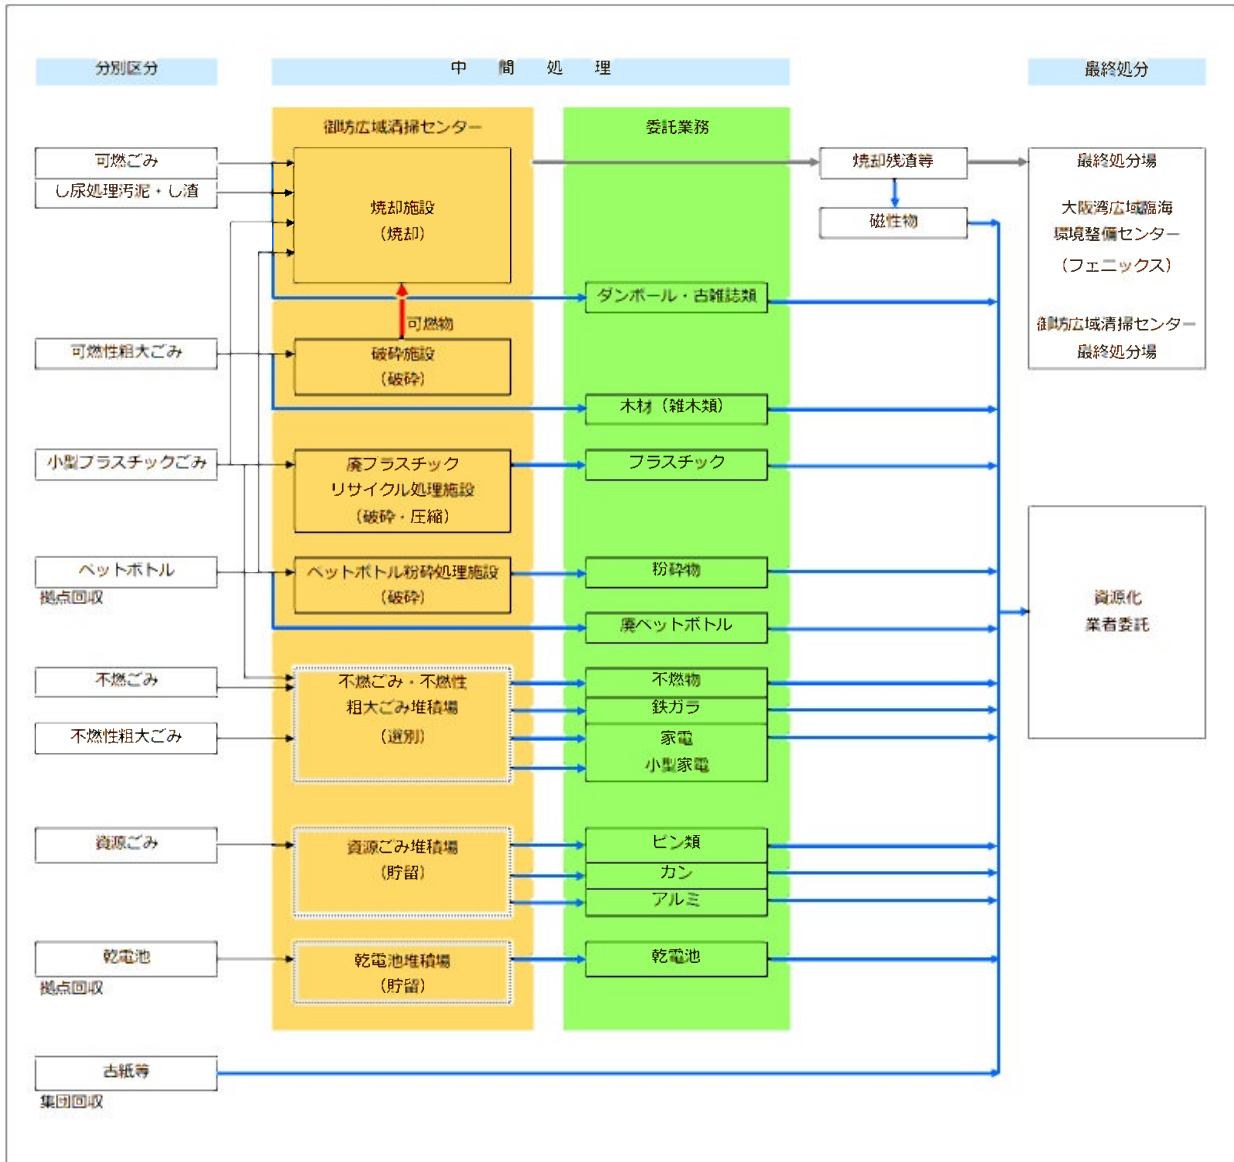 分別区分
中間処理
最終処分
御坊広域清掃センター
委託業務
可燃ごみ
し尿処理汚泥・し渣
焼却施設
（焼却）
焼却残渣等
磁性物
最終処分場
大阪湾広域臨海
環境整備センター
（フェニックス）
御坊広域清掃センター
最終処分場
ダンボール・古雑誌類
可燃物
可燃性粗大ごみ
破砕施設
（破砕）
木材（雑木類）
小型プラスチックごみ
廃プラスチック
リサイクル処理施設
（破砕・圧縮）
プラスチック
ペットボトル
拠点回収
ペットボトル粉砕処理施設
（破砕）
粉砕物
廃ペットボトル
資源化
業者委託
不燃ごみ
不燃性粗大ごみ
不燃ごみ・不燃性
粗大ごみ堆積場
（選別）
不燃物
鉄ガラ
家電
小型家電
資源ごみ
資源ごみ堆積場
（貯留）
ビン類
カン
アルミ
乾電池
拠点回収
乾電池堆積場
（貯留）
乾電池
古紙等
集団回収